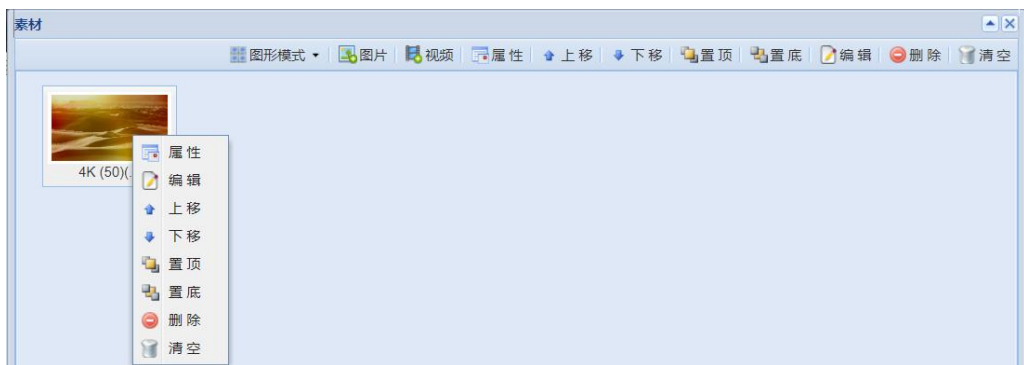 素材
图形模式 图片 视频 属性 上移 下移 置顶 置底 编辑 删除 清空
4K (50)(.
属性
编辑
上移
下移
置顶
置底
删除
清空